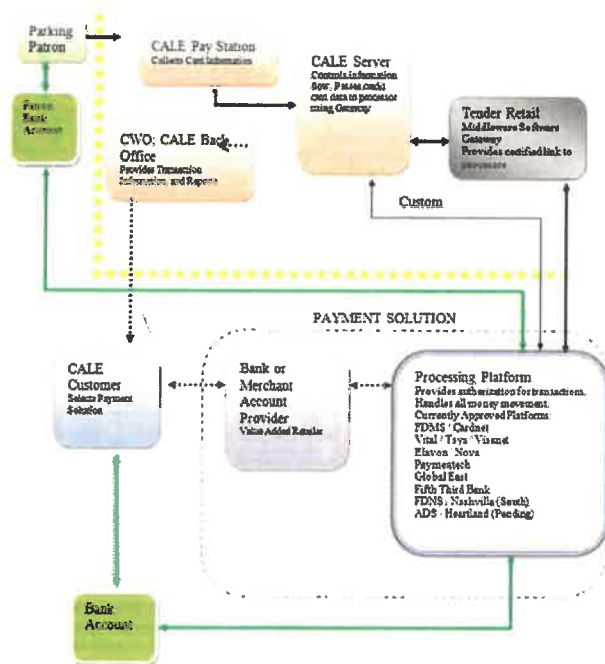 Parking
Patron
CALE Pay Station
Collects Card Information
CALE Server
Controls information
flow, Passes credit
card data to processor
using Gateway
Patron
Bank
Account
Tender Retail
Middleware Software
Gateway
Provides certified link to
processors
CWO; CALE Back
Office
Provides Transaction
Information, and Reports
Custom
PAYMENT SOLUTION
CALE
Customer
Selects Payment
Solution
Bank or
Merchant
Account
Provider
Value Added Retailer
Processing Platform
Provides authorization for transactions.
Handles all money movement.
Currently Approved Platforms:
FDMS / Cardnet
Vital / Tsys / Visanet
Elavon / Nova
Paymentech
Global East
Fifth Third Bank
FDNS : Nashville (South)
ADS - Heartland (Pending)
Bank
Account